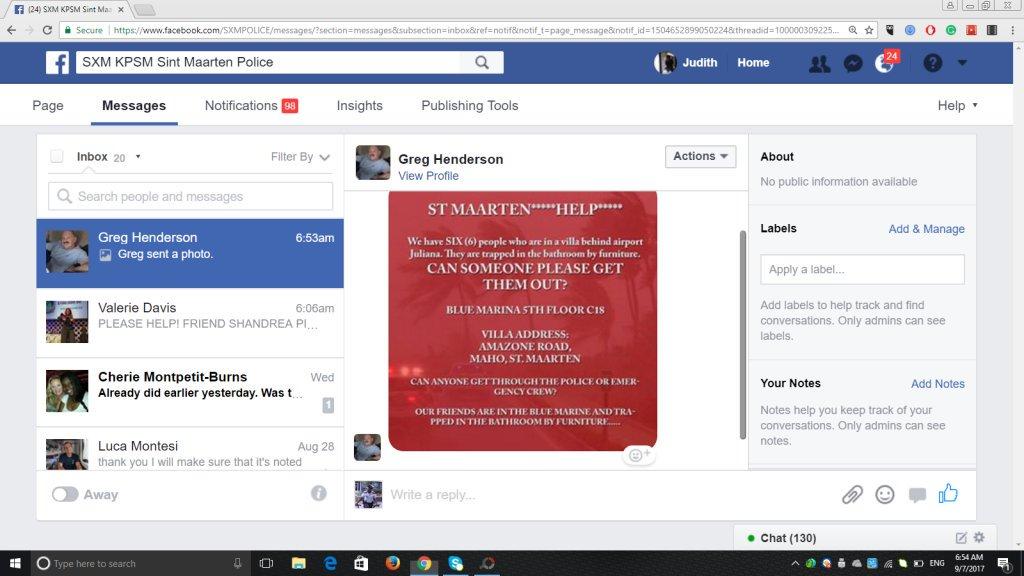 (24) SXM KPSM Sint Maa
Secure | https://www.facebook.com/SXMPOLICE/messages/?section=messages&subsection=inbox&ref=notif&notif_t=page_message&notif_id=1504652899050224&threadid=100000309225...
SXM KPSM Sint Maarten Police
Judith Home 24
Page Messages Notifications 98 Insights Publishing Tools Help
Inbox 20 Filter By
Search people and messages
Greg Henderson 6:53am
Greg sent a photo.
Valerie Davis 6:06am
PLEASE HELP! FRIEND SHANDREA PI...
Cherie Montpetit-Burns Wed
Already did earlier yesterday. Was t... 1
Luca Montesi Aug 28
thank you I will make sure that it's noted
Away
Greg Henderson Actions
View Profile
ST MAARTEN*****HELP*****
We have SIX (6) people who are in a villa behind airport
Juliana. They are trapped in the bathroom by furniture.
CAN SOMEONE PLEASE GET
THEM OUT?
BLUE MARINA 5TH FLOOR C18
VILLA ADDRESS:
AMAZONE ROAD,
MAHO, ST. MAARTEN
CAN ANYONE GET THROUGH THE POLICE OR EMER-
GENCY CREW?
OUR FRIENDS ARE IN THE BLUE MARINE AND TRA-
PPED IN THE BATHROOM BY FURNITURE.....
Write a reply...
About
No public information available
Labels Add & Manage
Apply a label...
Add labels to help track and find
conversations. Only admins can see
labels.
Your Notes Add Notes
Notes help you keep track of your
conversations. Only admins can see
notes.
Chat (130)
Type here to search
ENG
6:54 AM
9/7/2017